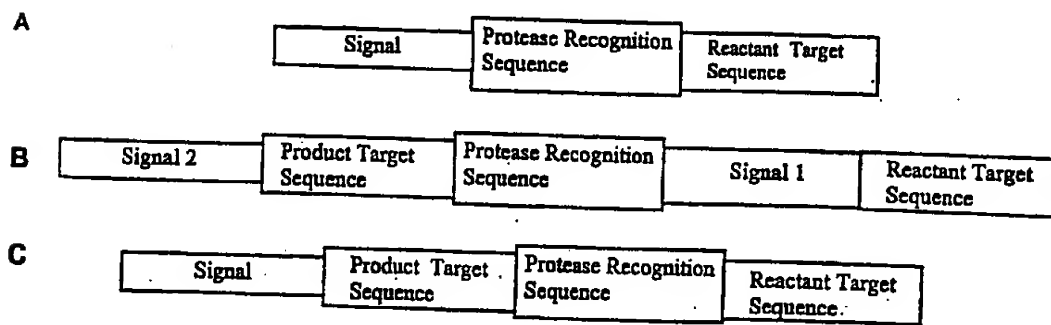 A
Signal
Protease Recognition
Sequence
Reactant Target
Sequence
B
Signal 2
Product Target
Sequence
Protease Recognition
Sequence
Signal 1
Reactant Target
Sequence
C
Signal
Product Target
Sequence
Protease Recognition
Sequence
Reactant Target
Sequence